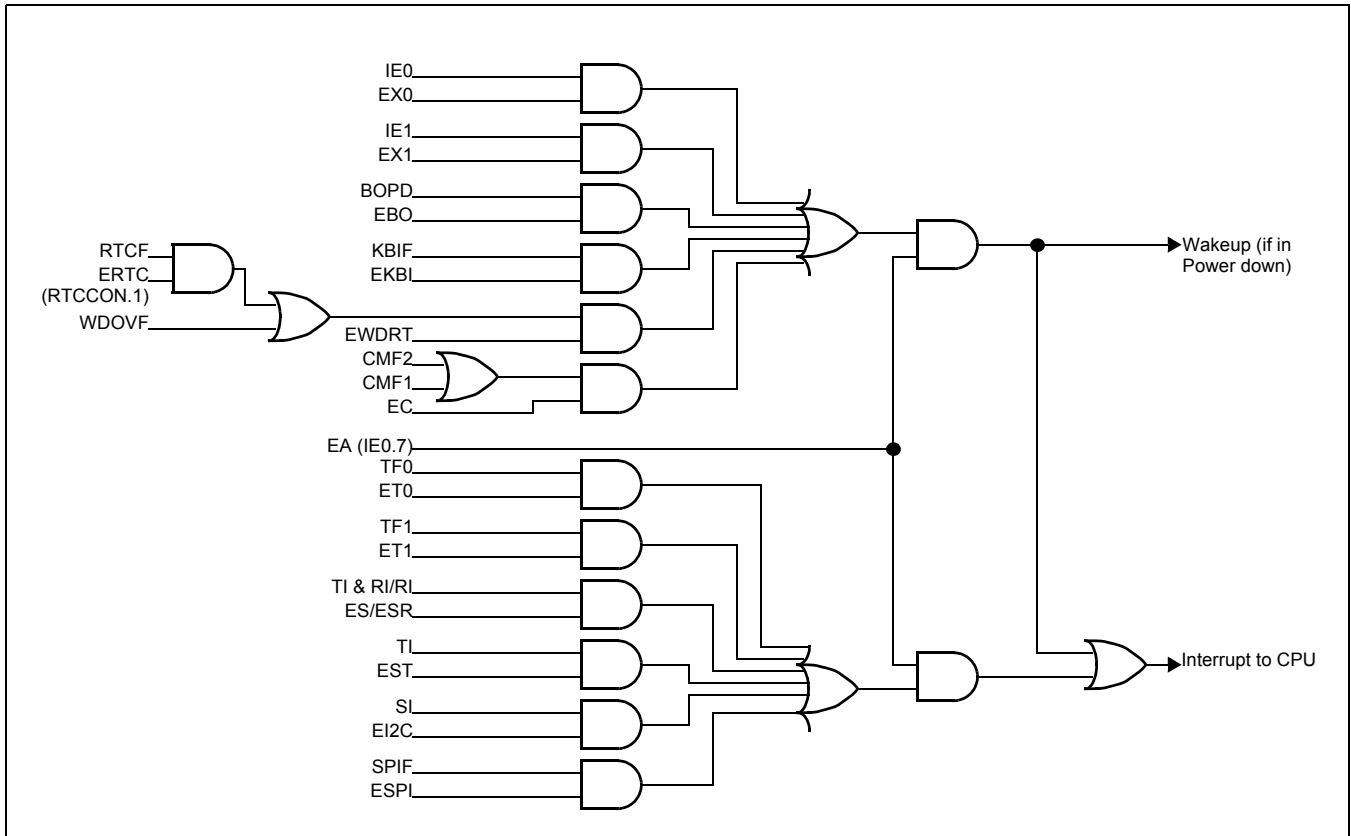 IE0
EX0
IE1
EX1
BOPD
EBO
RTCF
ERTC
(RTCCON.1)
WDOVF
KBIF
EKBI
EWDRT
CMF2
CMF1
EC
EA (IE0.7)
TF0
ET0
TF1
ET1
TI & RI/RI
ES/ESR
TI
EST
SI
EI2C
SPIF
ESPI
Wakeup (if in
Power down)
Interrupt to CPU